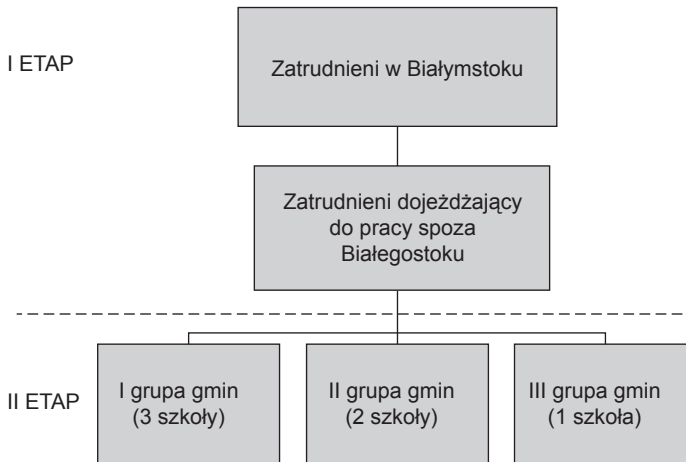 I ETAP
Zatrudnieni w Białymstoku
Zatrudnieni dojeżdżający
do pracy spoza
Białegostoku
II ETAP
I grupa gmin
(3 szkoły)
II grupa gmin
(2 szkoły)
III grupa gmin
(1 szkoła)